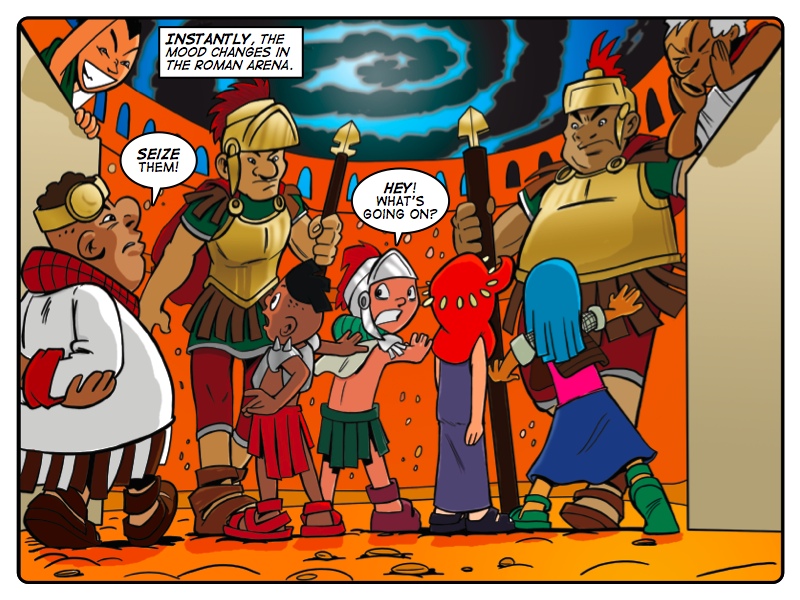 INSTANTLY, THE
MOOD CHANGES IN
THE ROMAN ARENA.
SEIZE
THEM!
HEY!
WHAT'S
GOING ON?